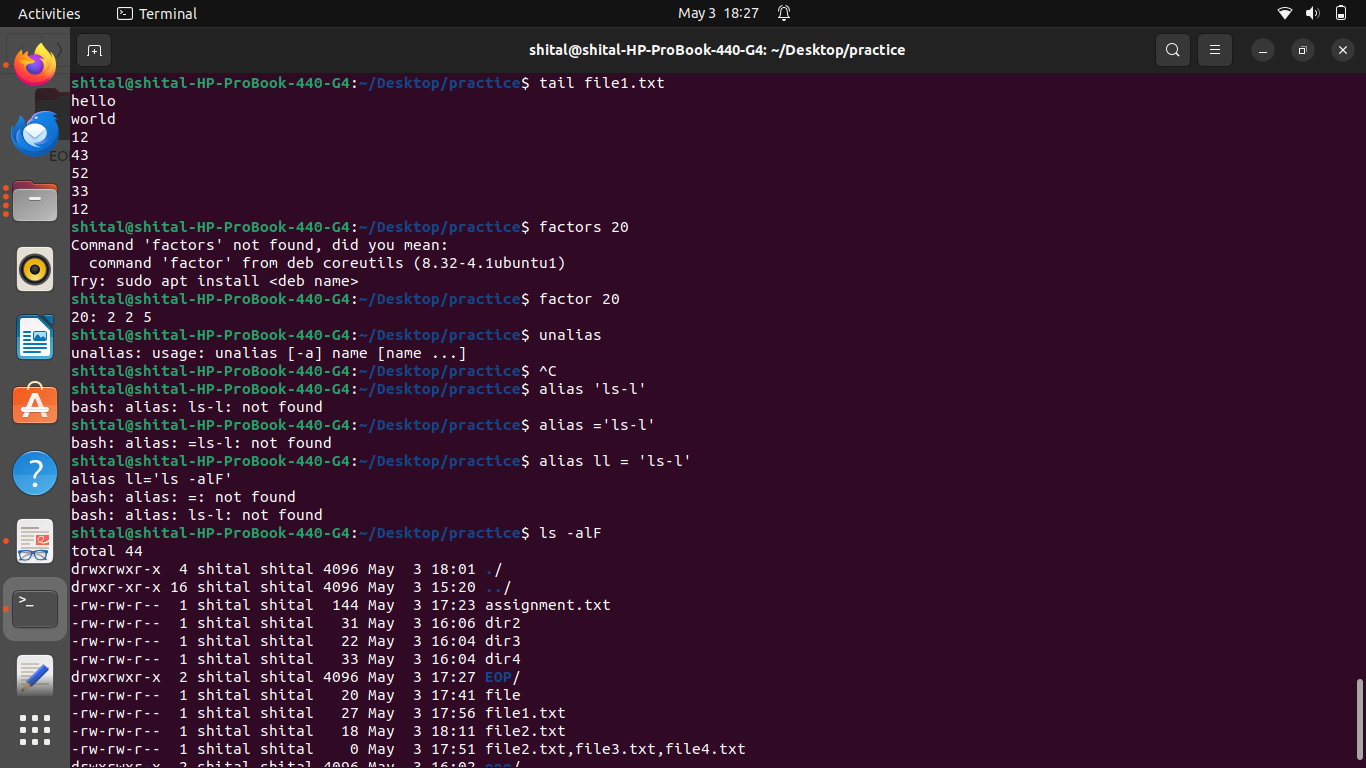 Activities
Terminal
May 3 18:27
shital@shital-HP-ProBook-440-G4: ~/Desktop/practice
EO
shital@shital-HP-ProBook-440-G4:~/Desktop/practice$ tail file1.txt
hello
world
12
43
52
33
12
shital@shital-HP-ProBook-440-G4:~/Desktop/practice$ factors 20
Command 'factors' not found, did you mean:
  command 'factor' from deb coreutils (8.32-4.1ubuntu1)
Try: sudo apt install <deb name>
shital@shital-HP-ProBook-440-G4:~/Desktop/practice$ factor 20
20: 2 2 5
shital@shital-HP-ProBook-440-G4:~/Desktop/practice$ unalias
unalias: usage: unalias [-a] name [name ...]
shital@shital-HP-ProBook-440-G4:~/Desktop/practice$ ^C
shital@shital-HP-ProBook-440-G4:~/Desktop/practice$ alias 'ls-l'
bash: alias: ls-l: not found
shital@shital-HP-ProBook-440-G4:~/Desktop/practice$ alias ='ls-l'
bash: alias: =ls-l: not found
shital@shital-HP-ProBook-440-G4:~/Desktop/practice$ alias ll = 'ls-l'
alias ll='ls -alF'
bash: alias: =: not found
bash: alias: ls-l: not found
shital@shital-HP-ProBook-440-G4:~/Desktop/practice$ ls -alF
total 44
drwxrwxr-x  4 shital shital 4096 May  3 18:01 ./
drwxr-xr-x 16 shital shital 4096 May  3 15:20 ../
-rw-rw-r--  1 shital shital  144 May  3 17:23 assignment.txt
-rw-rw-r--  1 shital shital   31 May  3 16:06 dir2
-rw-rw-r--  1 shital shital   22 May  3 16:04 dir3
-rw-rw-r--  1 shital shital   33 May  3 16:04 dir4
drwxrwxr-x  2 shital shital 4096 May  3 17:27 EOP/
-rw-rw-r--  1 shital shital   20 May  3 17:41 file
-rw-rw-r--  1 shital shital   27 May  3 17:56 file1.txt
-rw-rw-r--  1 shital shital   18 May  3 18:11 file2.txt
-rw-rw-r--  1 shital shital    0 May  3 17:51 file2.txt,file3.txt,file4.txt
drwxrwxr-x  2 shital shital 4096 May  3 16:02